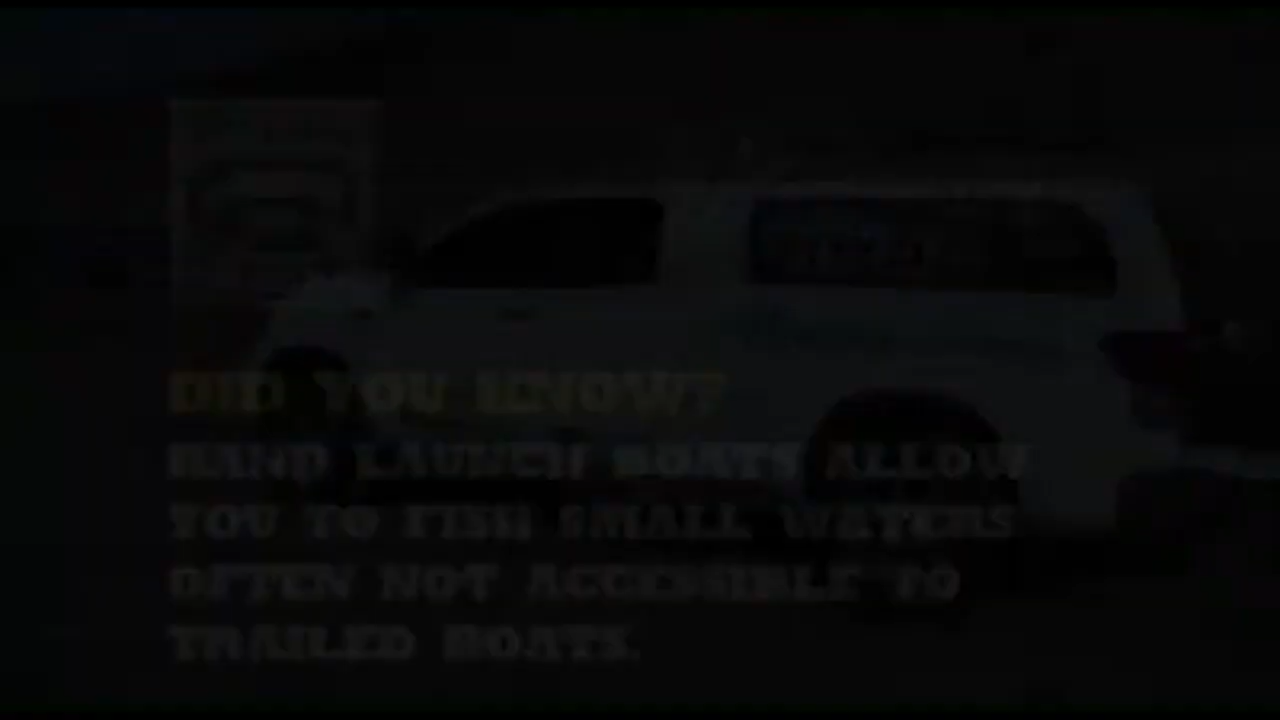 DID YOU KNOW?
HAND LAUNCH BOATS ALLOW
YOU TO FISH SMALL WATERS
OFTEN NOT ACCESSIBLE TO
TRAILED BOATS.